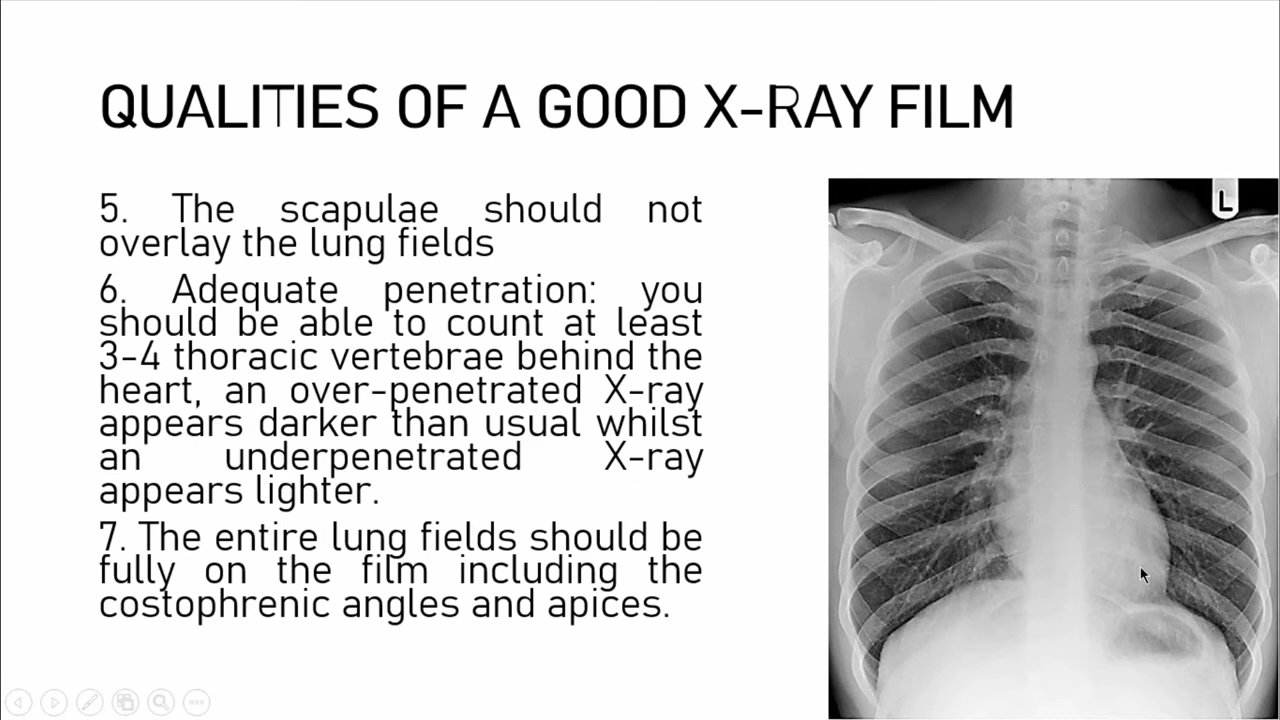 QUALITIES OF A GOOD X-RAY FILM
5. The scapulae should not
overlay the lung fields
6. Adequate penetration: you
should be able to count at least
3-4 thoracic vertebrae behind the
heart, an over-penetrated X-ray
appears darker than usual whilst
an underpenetrated X-ray
appears lighter.
7. The entire lung fields should be
fully on the film including the
costophrenic angles and apices.
L